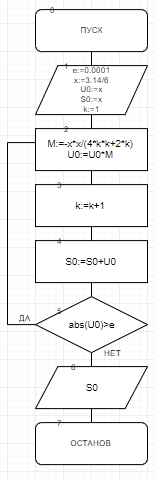 0
ПУСК
1
e:=0.0001
x:=3.14/6
U0:=x
S0:=x
k:=1
2
M:=-x*x/(4*k*k+2*k)
U0:=U0*M
3
k:=k+1
4
S0:=S0+U0
5
ДА
abs(U0)>e
НЕТ
6
S0
7
ОСТАНОВ